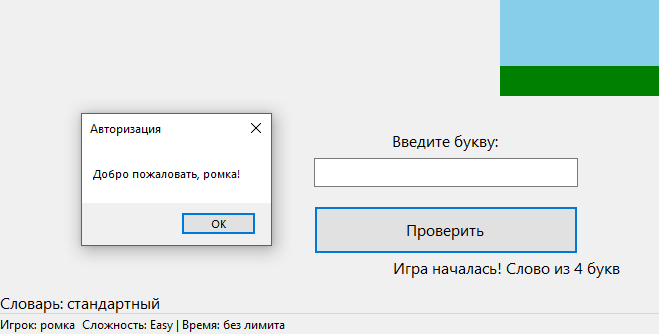 Авторизация
Добро пожаловать, ромка!
ОК
Введите букву:
Проверить
Игра началась! Слово из 4 букв
Словарь: стандартный
Игрок: ромка Сложность: Easy | Время: без лимита